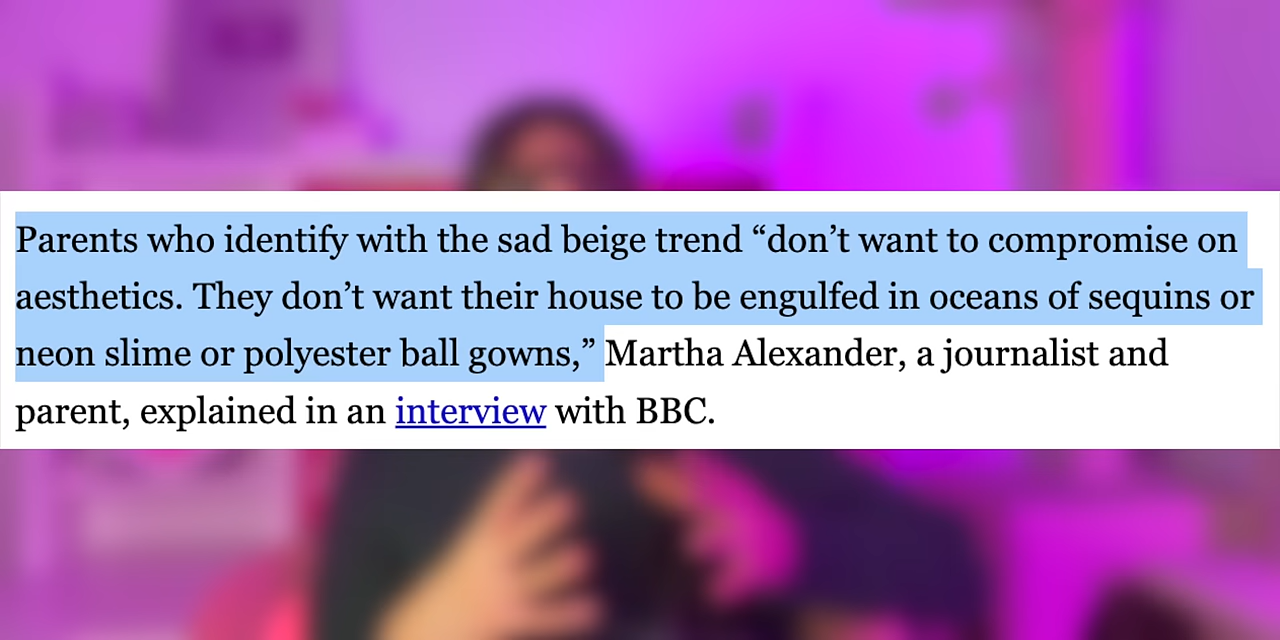 Parents who identify with the sad beige trend “don’t want to compromise on
aesthetics. They don’t want their house to be engulfed in oceans of sequins or
neon slime or polyester ball gowns,” Martha Alexander, a journalist and
parent, explained in an interview with BBC.